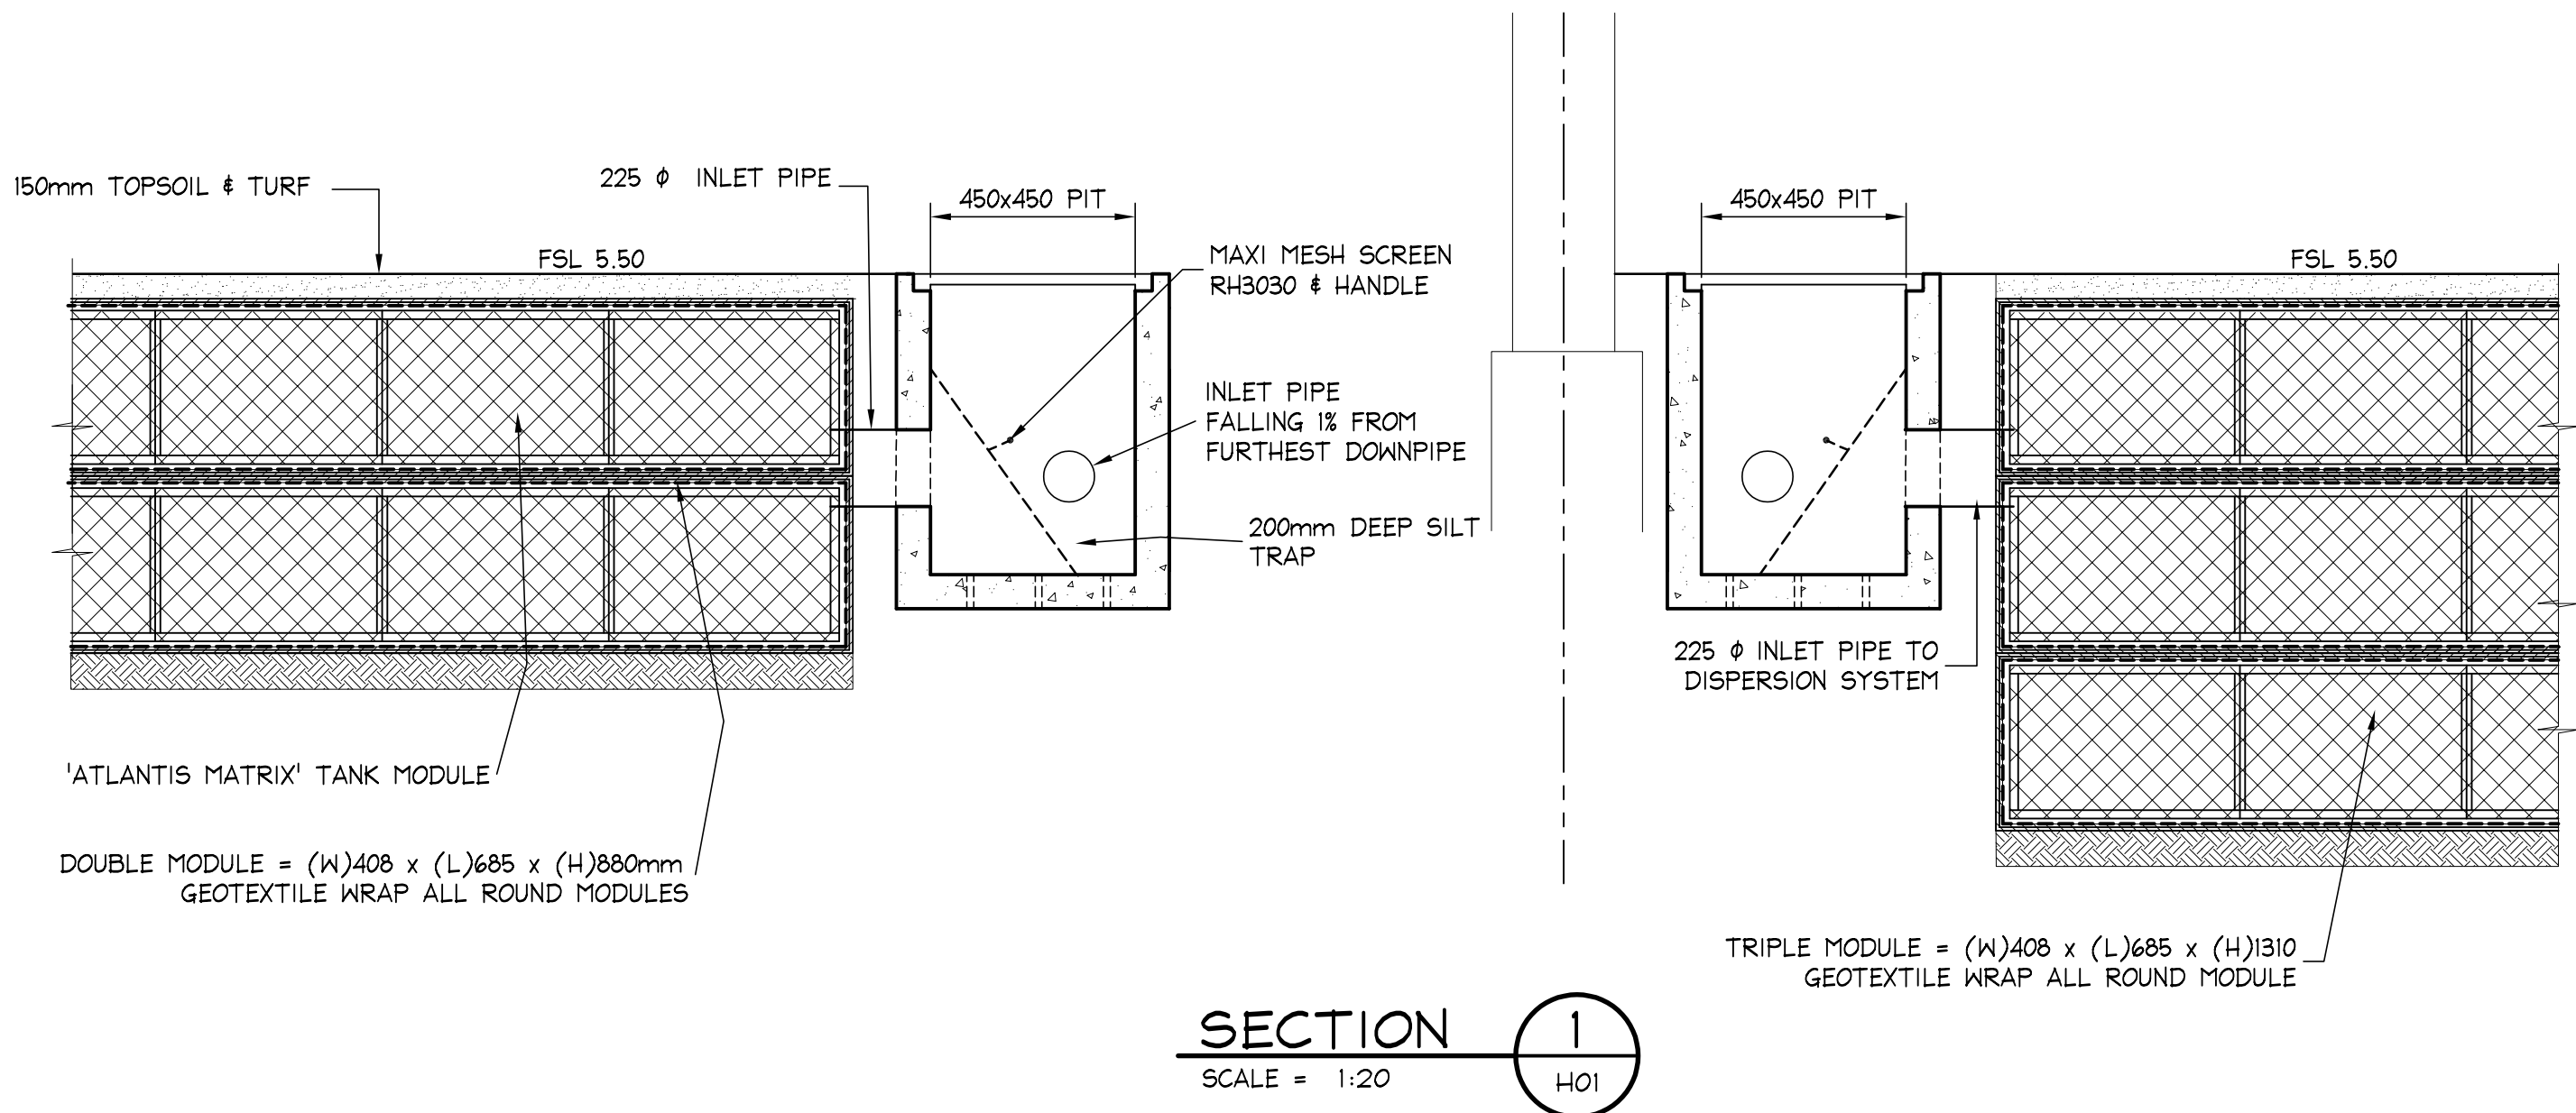 150mm TOPSOIL & TURF
225 ϕ INLET PIPE
450x450 PIT
FSL 5.50
MAXI MESH SCREEN
RH3030 & HANDLE
INLET PIPE
FALLING 1% FROM
FURTHEST DOWNPIPE
200mm DEEP SILT
TRAP
'ATLANTIS MATRIX' TANK MODULE
DOUBLE MODULE = (W)408 x (L)685 x (H)880mm
GEOTEXTILE WRAP ALL ROUND MODULES
450x450 PIT
FSL 5.50
225 ϕ INLET PIPE TO
DISPERSION SYSTEM
TRIPLE MODULE = (W)408 x (L)685 x (H)1310
GEOTEXTILE WRAP ALL ROUND MODULE
SECTION
1
SCALE = 1:20
H01